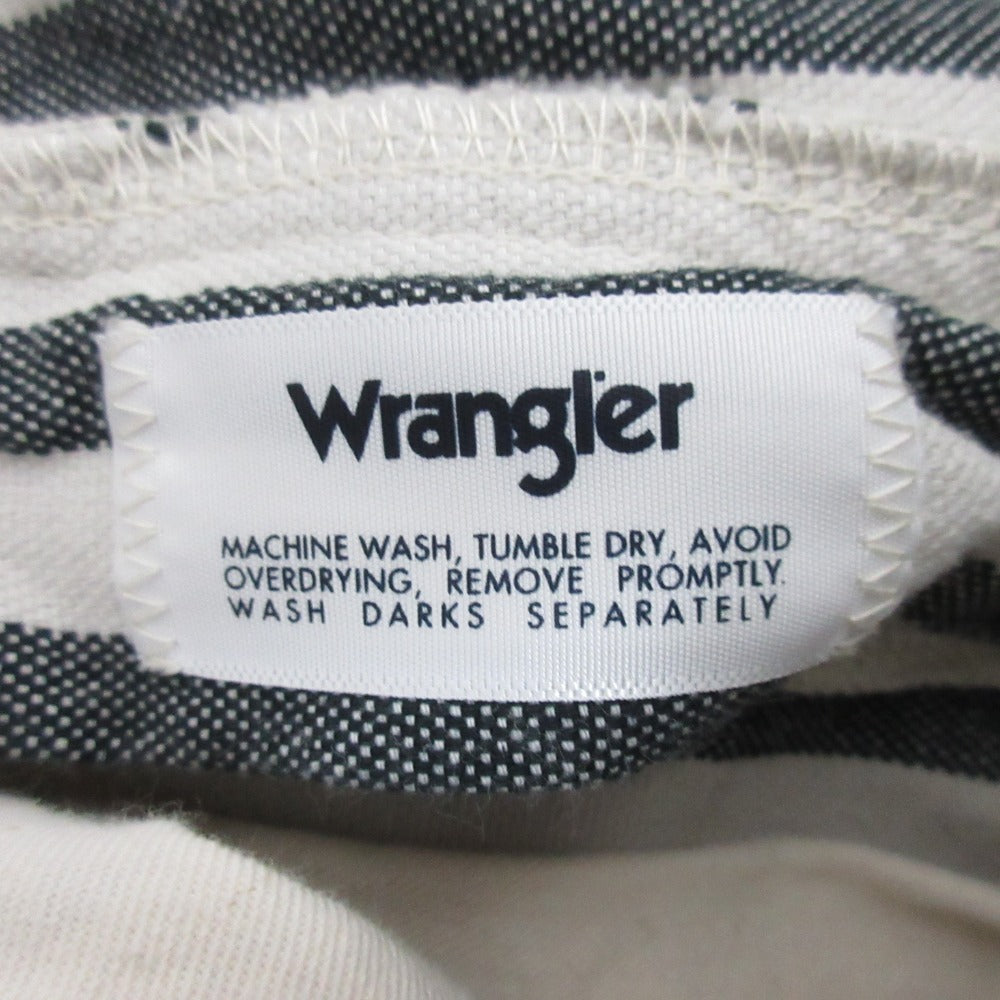 Wrangler
MACHINE WASH, TUMBLE DRY, AVOID
OVERDRYING, REMOVE PROMPTLY.
WASH DARKS SEPARATELY